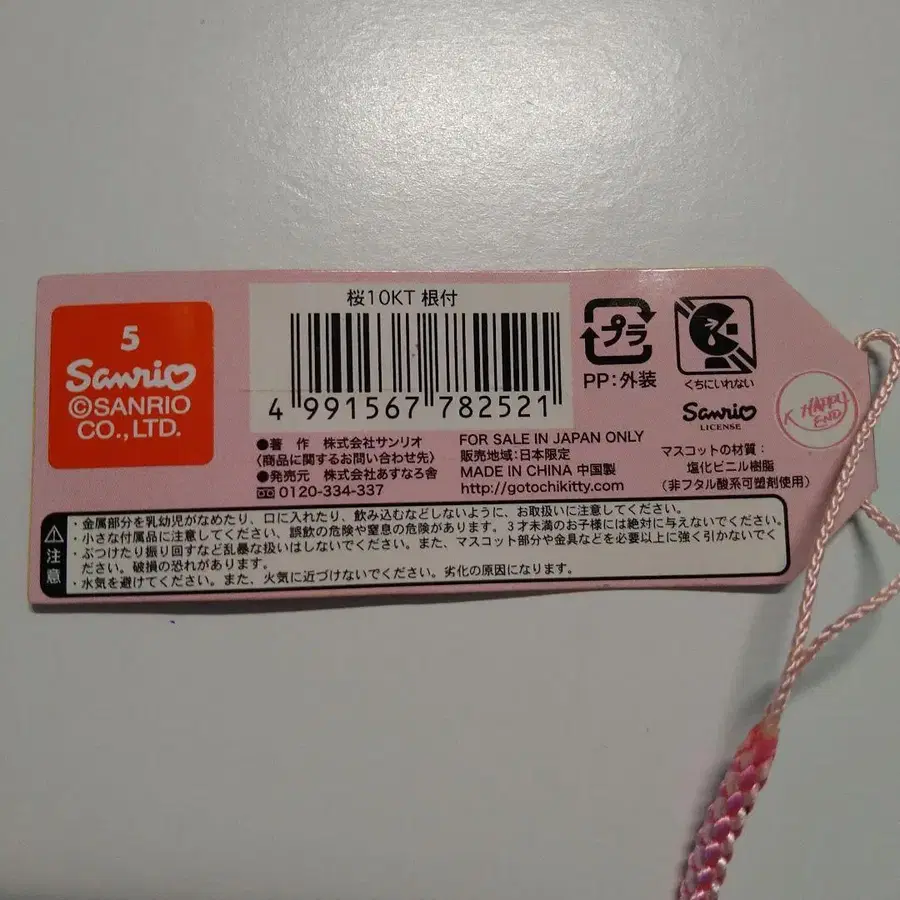 5
Sanrio
©SANRIO
CO.,LTD.
桜10KT 根付
4 991567 782521
●著 作 株式会社サンリオ
〈商品に関するお問い合わせ先〉
●発売元 株式会社あすなろ舎
0120-334-337
FOR SALE IN JAPAN ONLY
販売地域:日本限定
MADE IN CHINA 中国製
http://gotochikitty.com
プラ
PP:外装
くちにいれない
Sanrio
LICENSE
マスコットの材質:
塩化ビニル樹脂
(非フタル酸系可塑剤使用)
K HAPPY
END
注意
・金属部分を乳幼児がなめたり、口に入れたり、飲み込むなどしないように、お取扱いに注意してください。
・小さな付属品に注意してください、誤飲の危険や窒息の危険があります。3才未満のお子様には絶対に与えないでください。
・ぶつけたり振り回すなど乱暴な扱いはしないでください。また、マスコット部分や金具などを必要以上に強く引かないでく
ださい。破損の恐れがあります。
・水気を避けてください。また、火気に近づけないでください。劣化の原因になります。